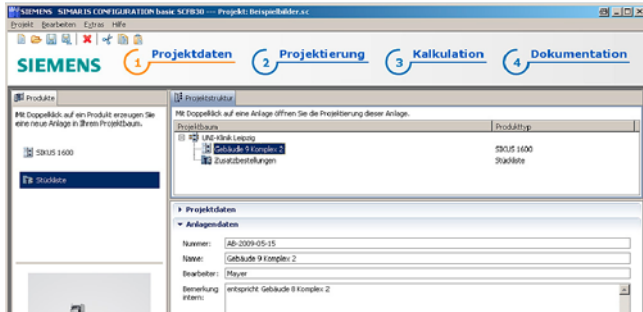 SIEMENS SIMARIS CONFIGURATION basic SCFB30 --- Projekt: Beispielbilder.sc
Projekt Bearbeiten Extras Hilfe
SIEMENS
1 Projektdaten
2 Projektierung
3 Kalkulation
4 Dokumentation
Produkte
Mit Doppelklick auf ein Produkt erzeugen Sie
eine neue Anlage in Ihrem Projektbaum.
SIKUS 1600
Stückliste
Projektstruktur
Mit Doppelklick auf eine Anlage öffnen Sie die Projektierung dieser Anlage.
Projektbaum Produkttyp
UNI-Klinik Leipzig
Gebäude 9 Komplex 2 SIKUS 1600
Zusatzbestellungen Stückliste
Projektdaten
Anlagendaten
Nummer: AB-2009-05-15
Name: Gebäude 9 Komplex 2
Bearbeiter: Mayer
Bemerkung entspricht Gebäude 8 Komplex 2
intern: